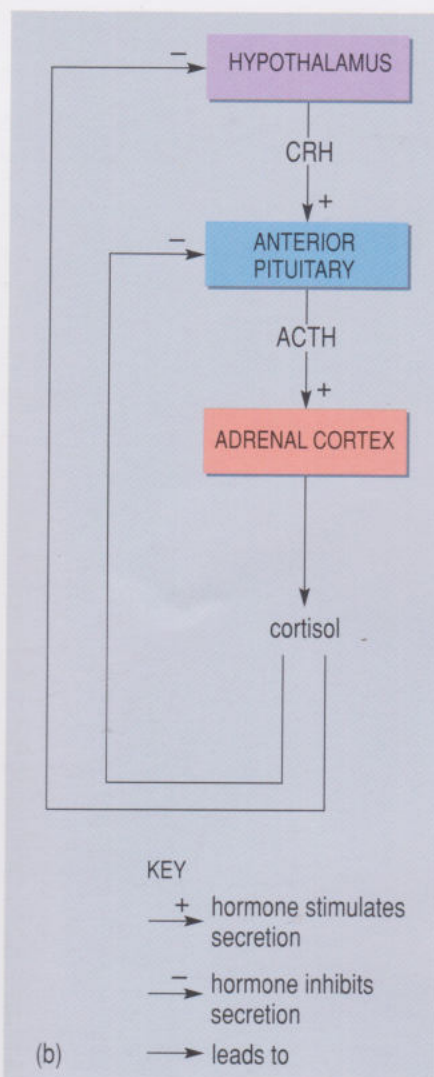 −
HYPOTHALAMUS
CRH
+
−
ANTERIOR
PITUITARY
ACTH
+
ADRENAL CORTEX
cortisol
KEY
+
hormone stimulates
secretion
−
hormone inhibits
secretion
(b)
leads to